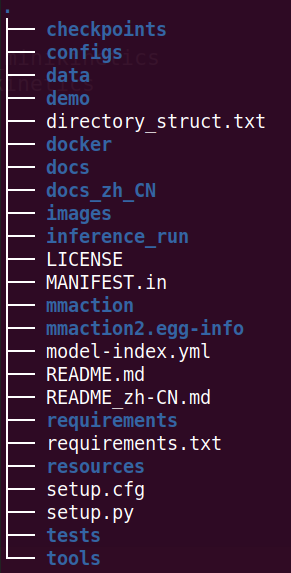 .
checkpoints
configs
data
demo
directory_struct.txt
docker
docs
docs_zh_CN
images
inference_run
LICENSE
MANIFEST.in
mmaction
mmaction2.egg-info
model-index.yml
README.md
README_zh-CN.md
requirements
requirements.txt
resources
setup.cfg
setup.py
tests
tools